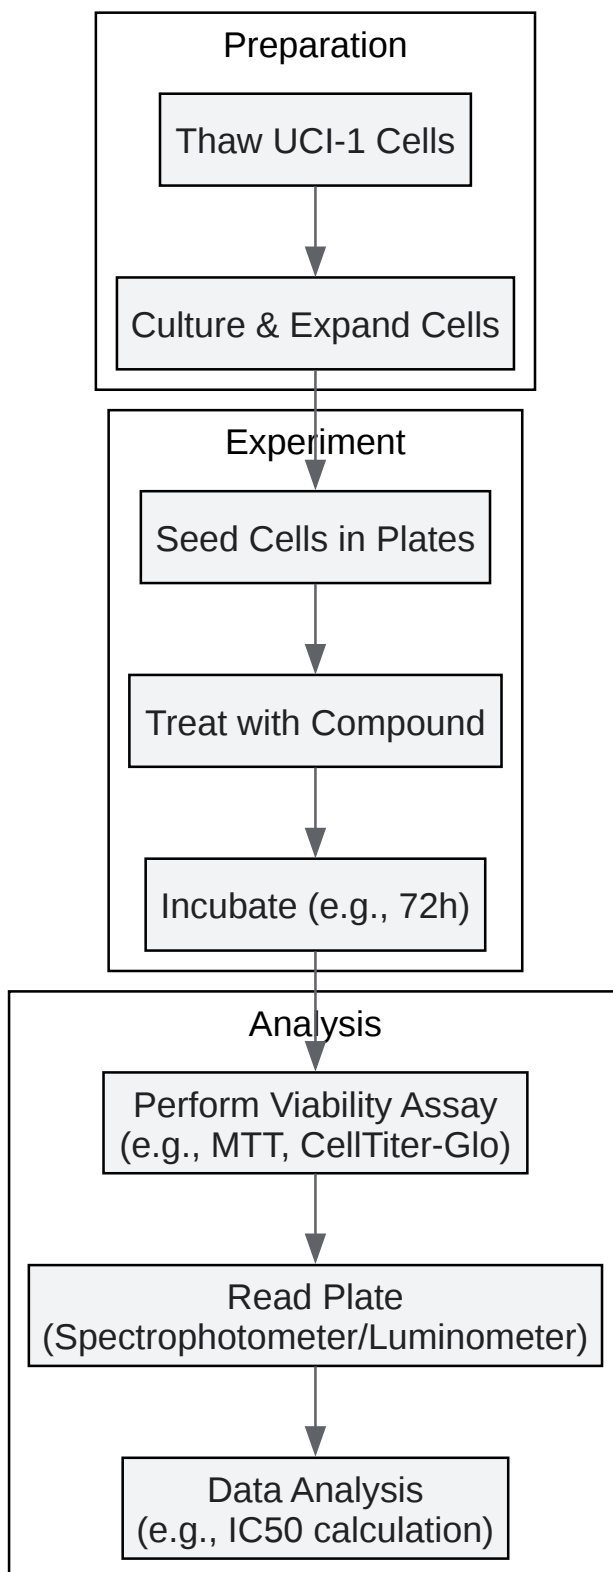 Preparation
Thaw UCI-1 Cells
Culture & Expand Cells
Experiment
Seed Cells in Plates
Treat with Compound
Incubate (e.g., 72h)
Analysis
Perform Viability Assay
(e.g., MTT, CellTiter-Glo)
Read Plate
(Spectrophotometer/Luminometer)
Data Analysis
(e.g., IC50 calculation)